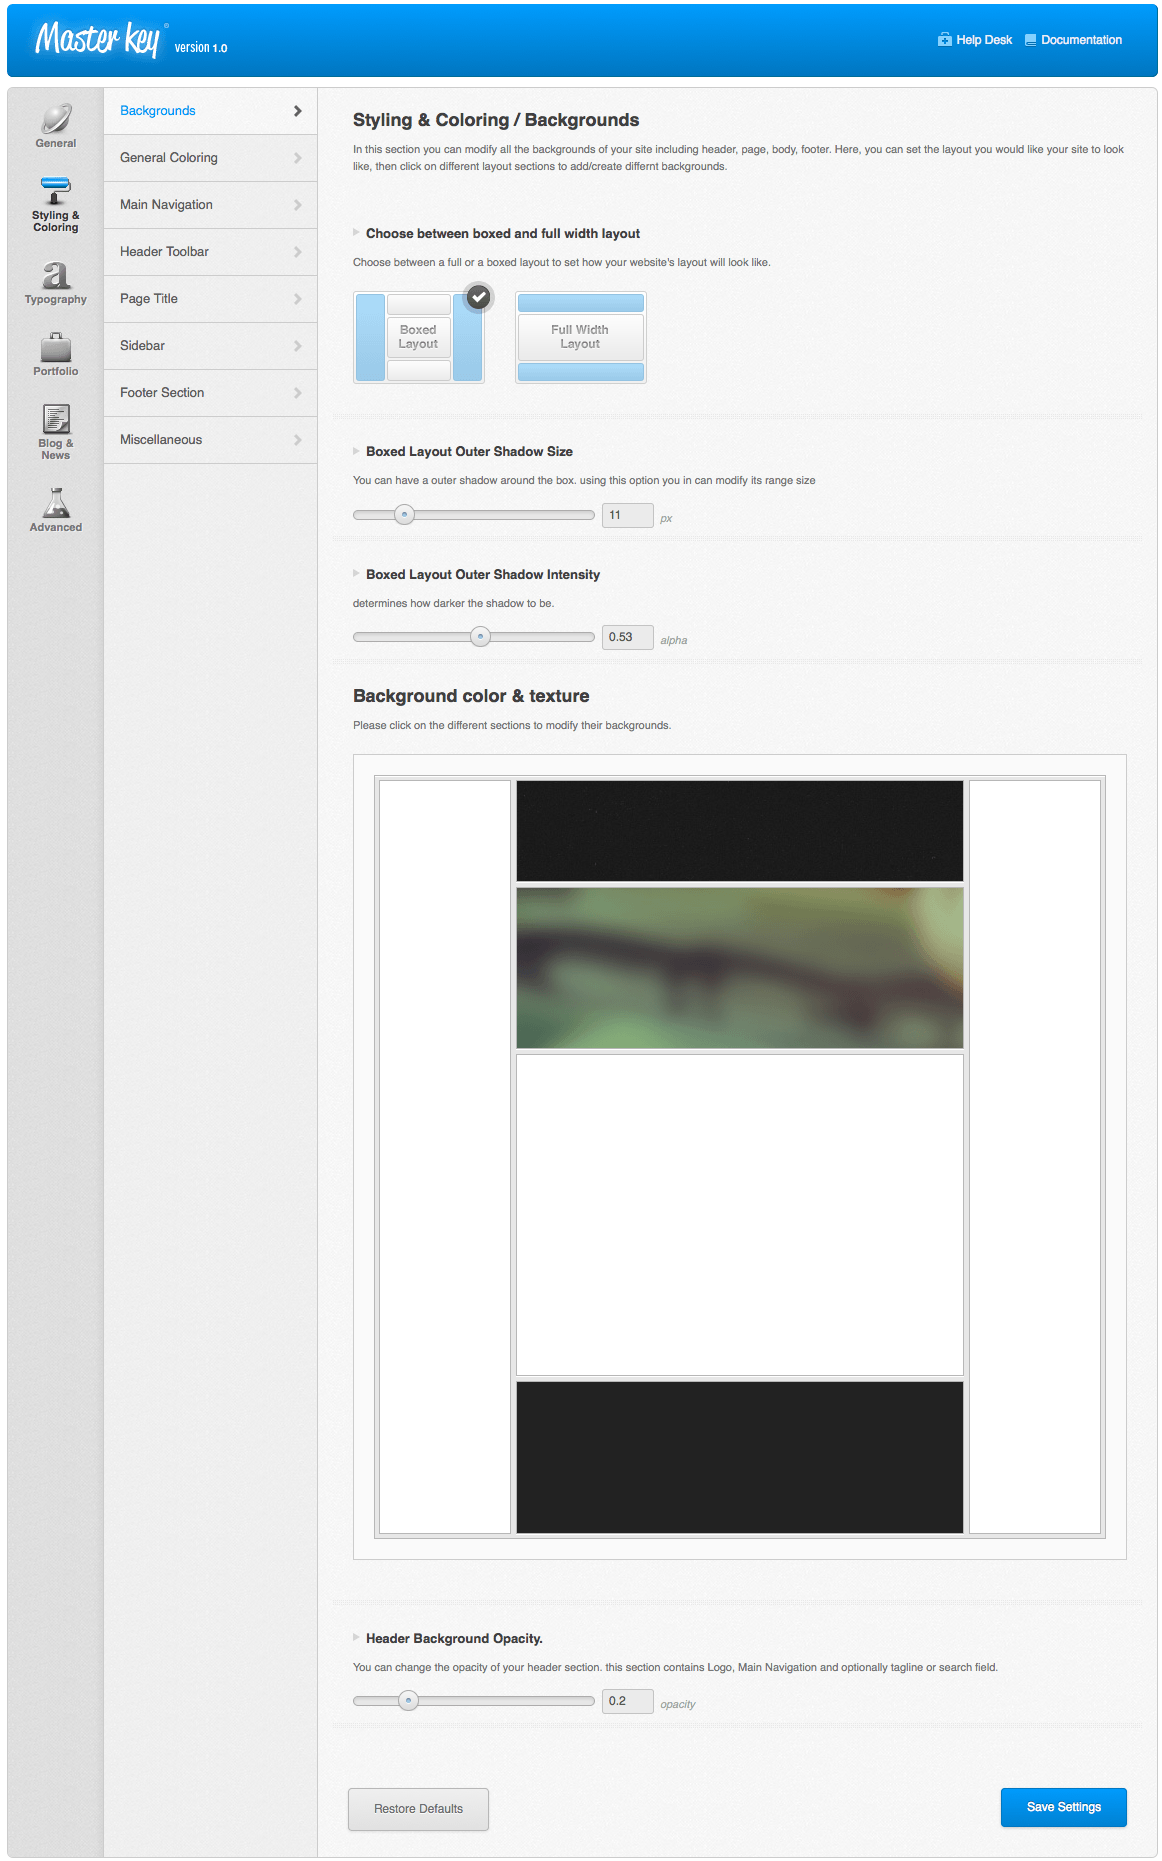 Master key ® version 1.0
Help Desk
Documentation
General
Styling &
Coloring
Typography
Portfolio
Blog &
News
Advanced
Backgrounds
General Coloring
Main Navigation
Header Toolbar
Page Title
Sidebar
Footer Section
Miscellaneous
Styling & Coloring / Backgrounds
In this section you can modify all the backgrounds of your site including header, page, body, footer. Here, you can set the layout you would like your site to look
like, then click on different layout sections to add/create differnt backgrounds.
Choose between boxed and full width layout
Choose between a full or a boxed layout to set how your website's layout will look like.
Boxed
Layout
Full Width
Layout
Boxed Layout Outer Shadow Size
You can have a outer shadow around the box. using this option you in can modify its range size
11 px
Boxed Layout Outer Shadow Intensity
determines how darker the shadow to be.
0.53 alpha
Background color & texture
Please click on the different sections to modify their backgrounds.
Header Background Opacity.
You can change the opacity of your header section. this section contains Logo, Main Navigation and optionally tagline or search field.
0.2 opacity
Restore Defaults
Save Settings